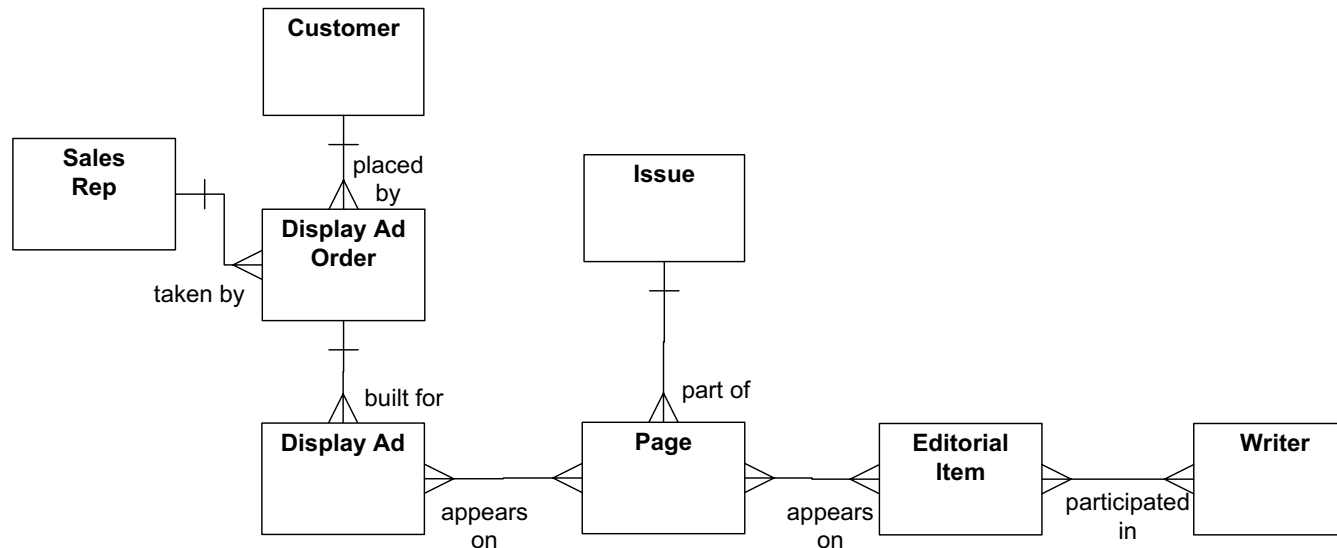 Customer
Sales
Rep
placed
by
Issue
Display Ad
Order
taken by
built for
part of
Display Ad
Page
Editorial
Item
Writer
appears
on
appears
on
participated
in